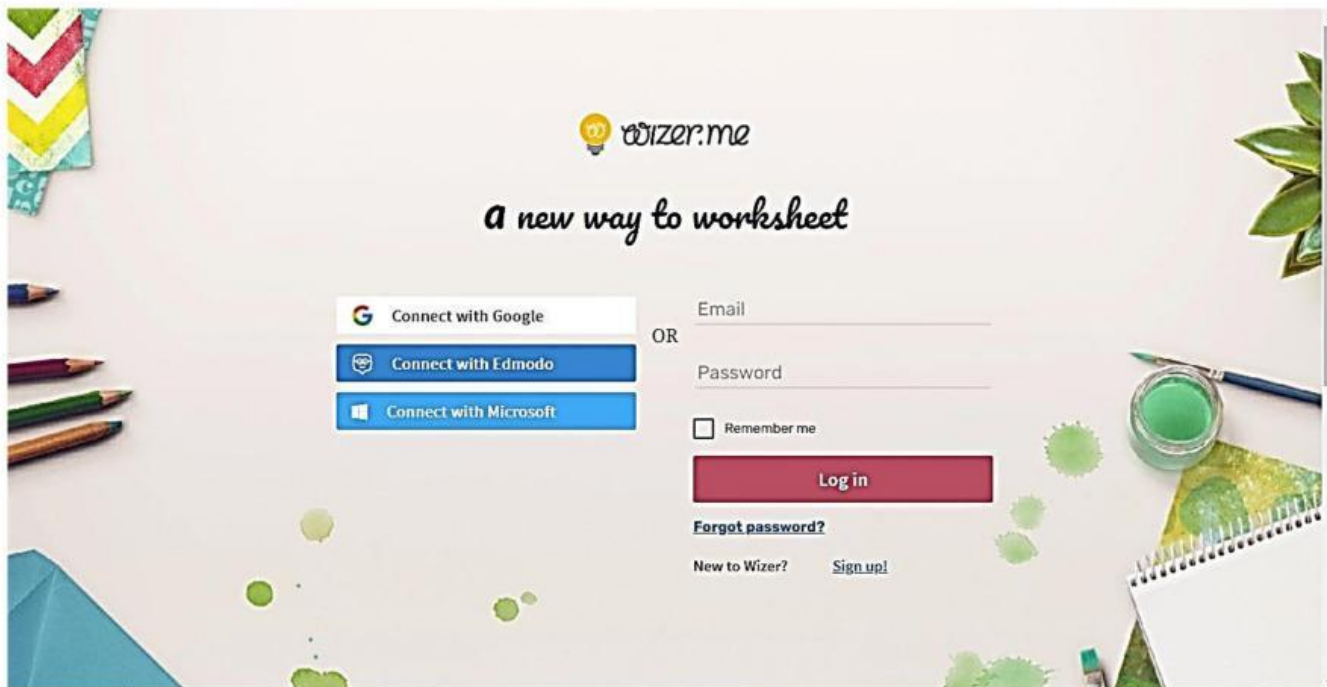 wizer.me
a new way to worksheet
Connect with Google
Connect with Edmodo
Connect with Microsoft
OR
Email
Password
Remember me
Log in
Forgot password?
New to Wizer? Sign up!